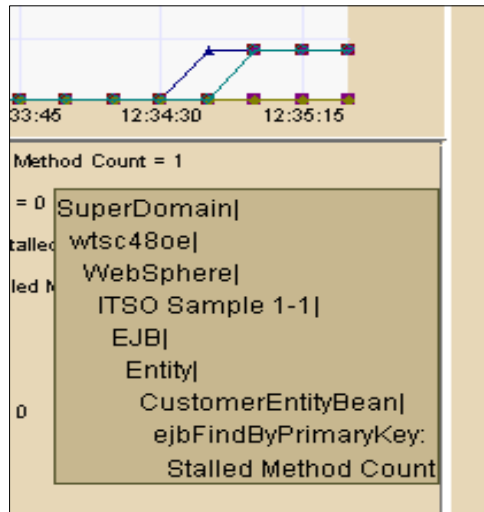 33:45 12:34:30 12:35:15
Method Count = 1
= 0
SuperDomain|
talled
wtsc48oe|
WebSphere|
led M
ITSO Sample 1-1|
EJB|
Entity|
CustomerEntityBean|
0
ejbFindByPrimaryKey:
Stalled Method Count